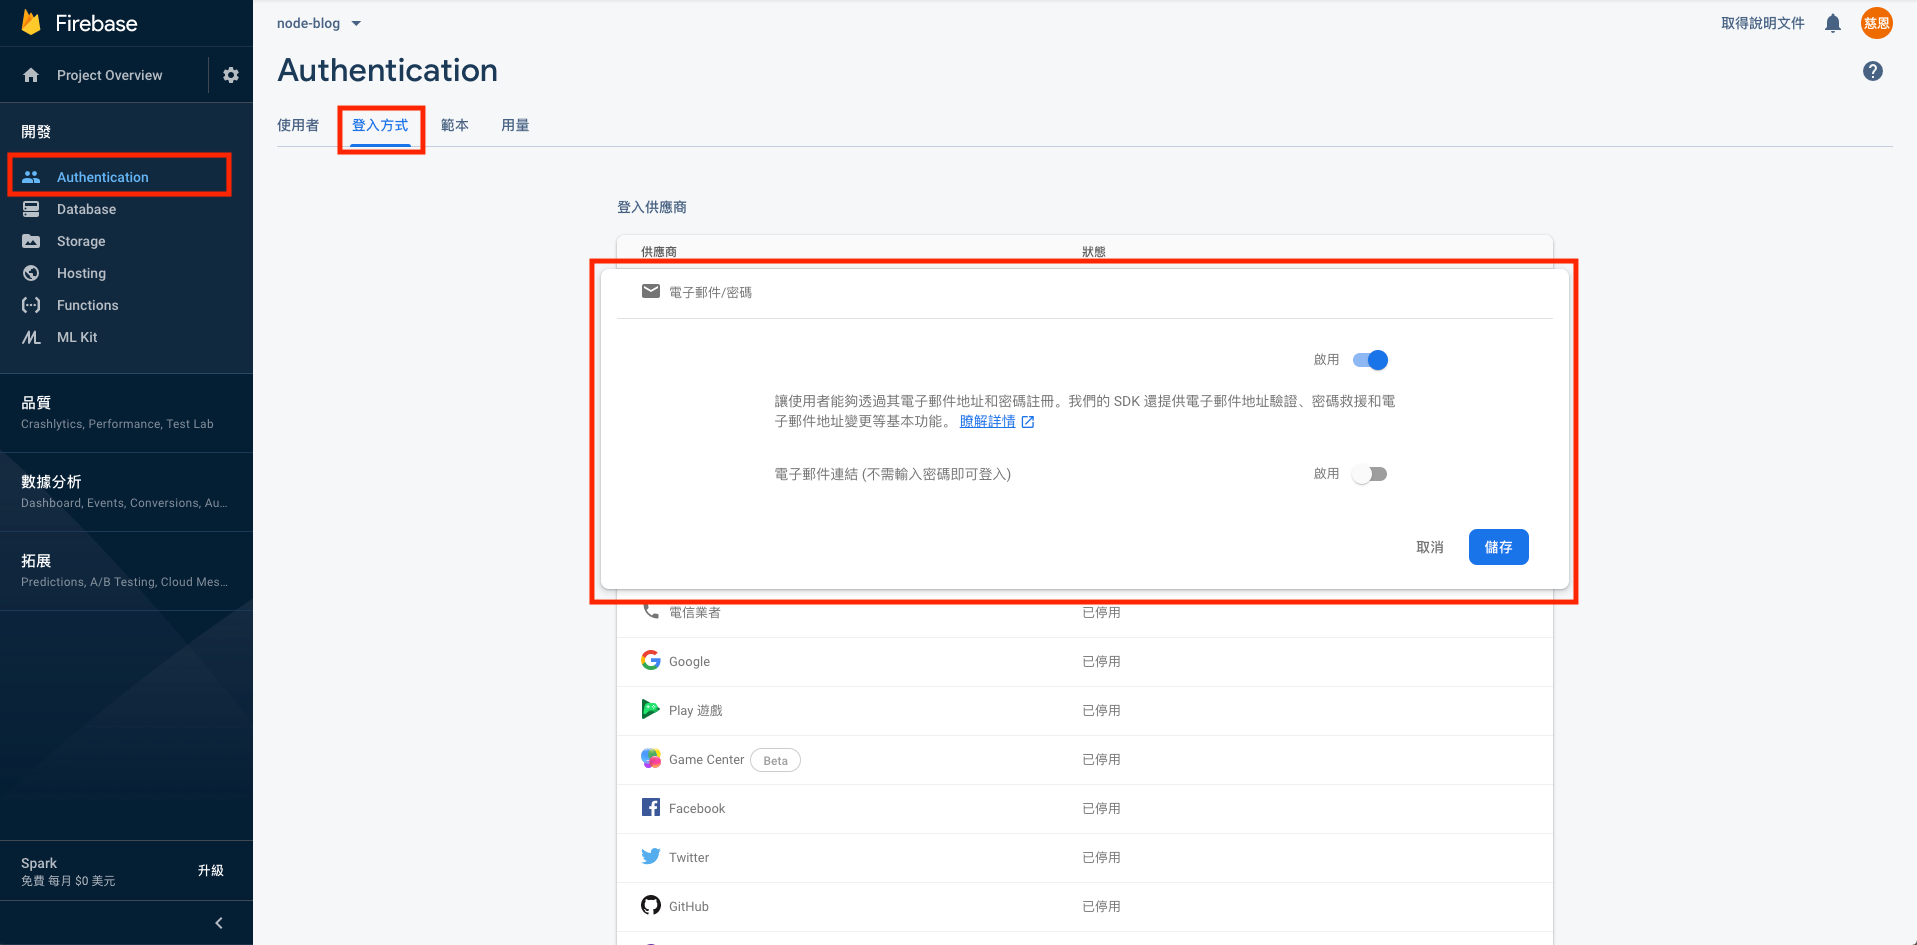 Firebase
Project Overview
開發
Authentication
Database
Storage
Hosting
Functions
ML Kit
品質
Crashlytics, Performance, Test Lab
數據分析
Dashboard, Events, Conversions, Au...
拓展
Predictions, A/B Testing, Cloud Mes...
Spark
免費 每月 $0 美元
升級
node-blog
取得說明文件
慈恩
Authentication
使用者 登入方式 範本 用量
登入供應商
供應商 狀態
電子郵件/密碼
啟用
讓使用者能夠透過其電子郵件地址和密碼註冊。我們的 SDK 還提供電子郵件地址驗證、密碼救援和電
子郵件地址變更等基本功能。 瞭解詳情
電子郵件連結 (不需輸入密碼即可登入) 啟用
取消 儲存
電信業者 已停用
Google 已停用
Play 遊戲 已停用
Game Center Beta 已停用
Facebook 已停用
Twitter 已停用
GitHub 已停用